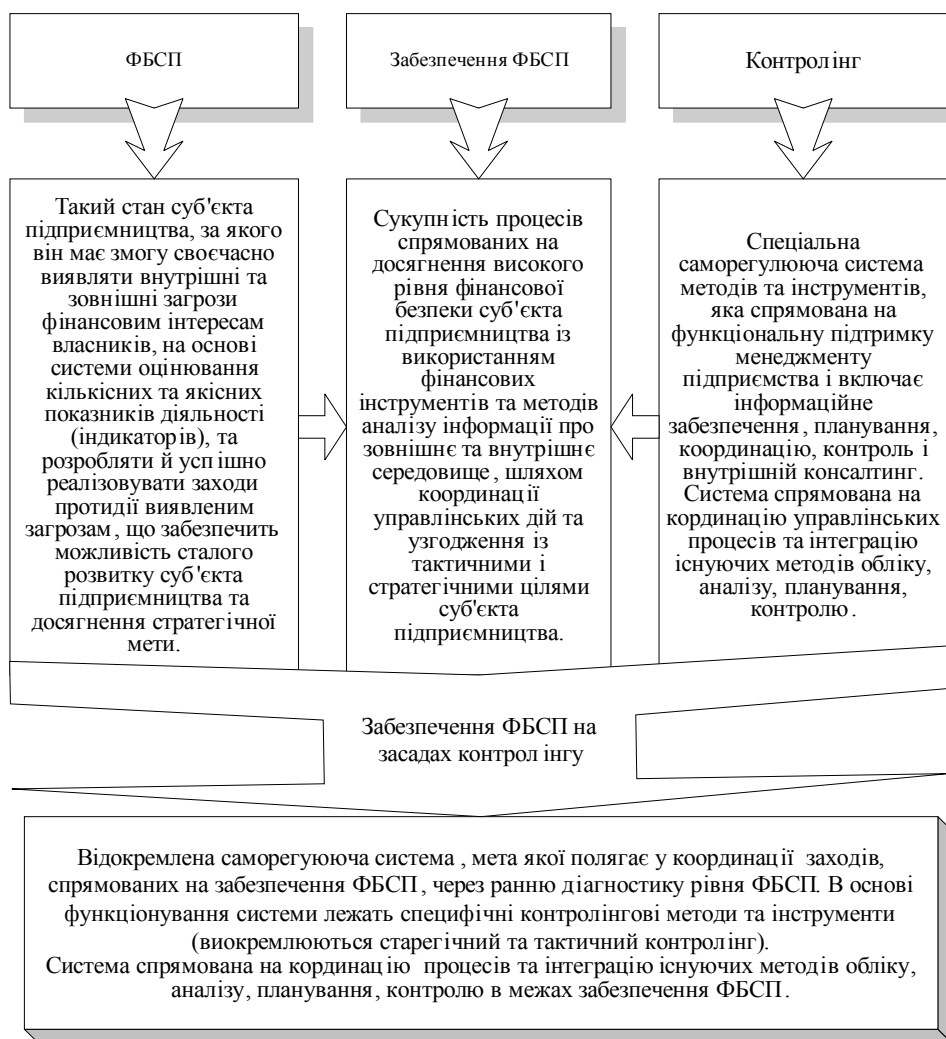 ФБСП
Забезпечення ФБСП
Контролінг
Такий стан суб'єкта
підприємництва, за якого
він має змогу своєчасно
виявляти внутрішні та
зовнішні загрози
фінансовим інтересам
власників, на основі
системи оцінювання
кількісних та якісних
показників діяльності
(індикаторів), та
розробляти й успішно
реалізовувати заходи
протидії виявленим
загрозам, що забезпечить
можливість сталого
розвитку суб'єкта
підприємництва та
досягнення стратегічної
мети.
Сукупність процесів
спрямованих на
досягнення високого
рівня фінансової
безпеки суб'єкта
підприємництва із
використанням
фінансових
інструментів та методів
аналізу інформації про
зовнішнє та внутрішнє
середовище, шляхом
координації
управлінських дій та
узгодження із
тактичними і
стратегічними цілями
суб'єкта
підприємництва.
Спеціальна
саморегулююча система
методів та інструментів,
яка спрямована на
функціональну підтримку
менеджменту
підприємства і включає
інформаційне
забезпечення, планування,
координацію, контроль і
внутрішній консалтинг.
Система спрямована на
кординацію управлінських
процесів та інтеграцію
існуючих методів обліку,
аналізу, планування,
контролю.
Забезпечення ФБСП на
засадах контролінгу
Відокремлена саморегуююча система, мета якої полягає у координації заходів,
спрямованих на забезпечення ФБСП, через ранню діагностику рівня ФБСП. В основі
функціонування системи лежать специфічні контролінгові методи та інструменти
(виокремлюються старегічний та тактичний контролінг).
Система спрямована на кординацію процесів та інтеграцію існуючих методів обліку,
аналізу, планування, контролю в межах забезпечення ФБСП.